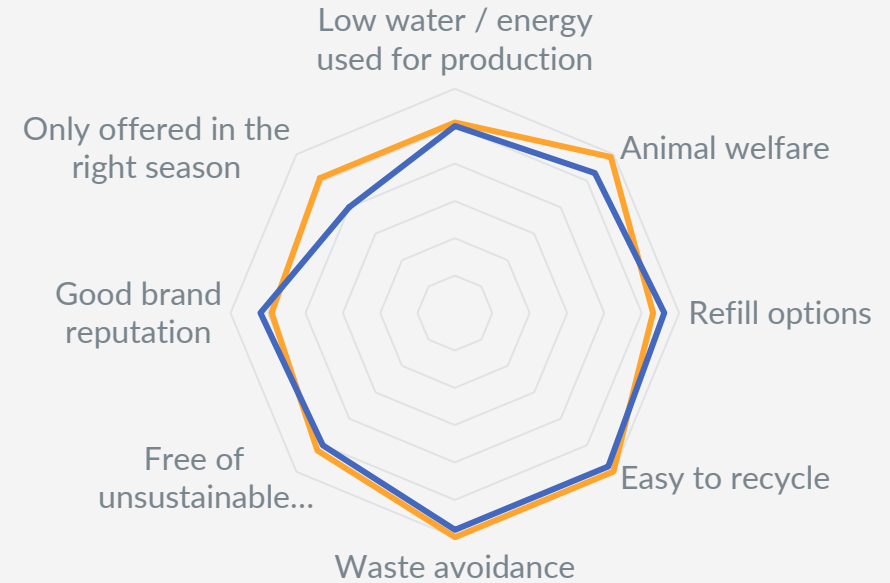 Low water / energy
used for production
Only offered in the
right season
Animal welfare
Good brand
reputation
Refill options
Free of
unsustainable...
Easy to recycle
Waste avoidance